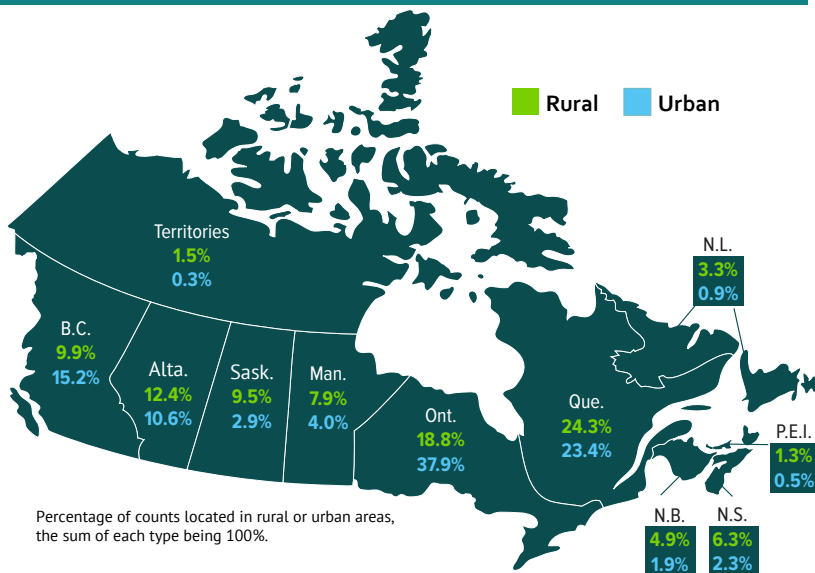 Rural
Urban
Territories
1.5%
0.3%
N.L.
3.3%
0.9%
B.C.
9.9%
15.2%
Alta.
12.4%
10.6%
Sask.
9.5%
2.9%
Man.
7.9%
4.0%
Ont.
18.8%
37.9%
Que.
24.3%
23.4%
P.E.I.
1.3%
0.5%
N.B.
4.9%
1.9%
N.S.
6.3%
2.3%
Percentage of counts located in rural or urban areas,
the sum of each type being 100%.